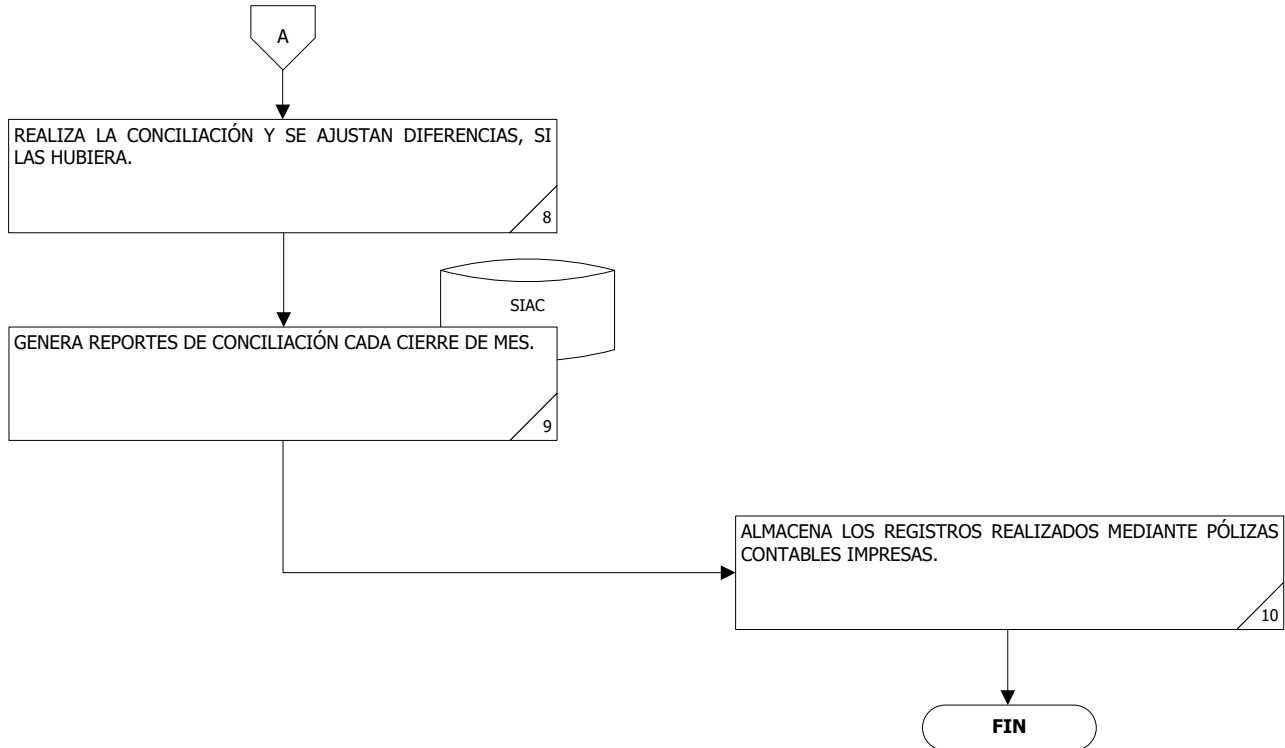 A
REALIZA LA CONCILIACIÓN Y SE AJUSTAN DIFERENCIAS, SI
LAS HUBIERA.
8
SIAC
GENERA REPORTES DE CONCILIACIÓN CADA CIERRE DE MES.
9
ALMACENA LOS REGISTROS REALIZADOS MEDIANTE PÓLIZAS
CONTABLES IMPRESAS.
10
FIN